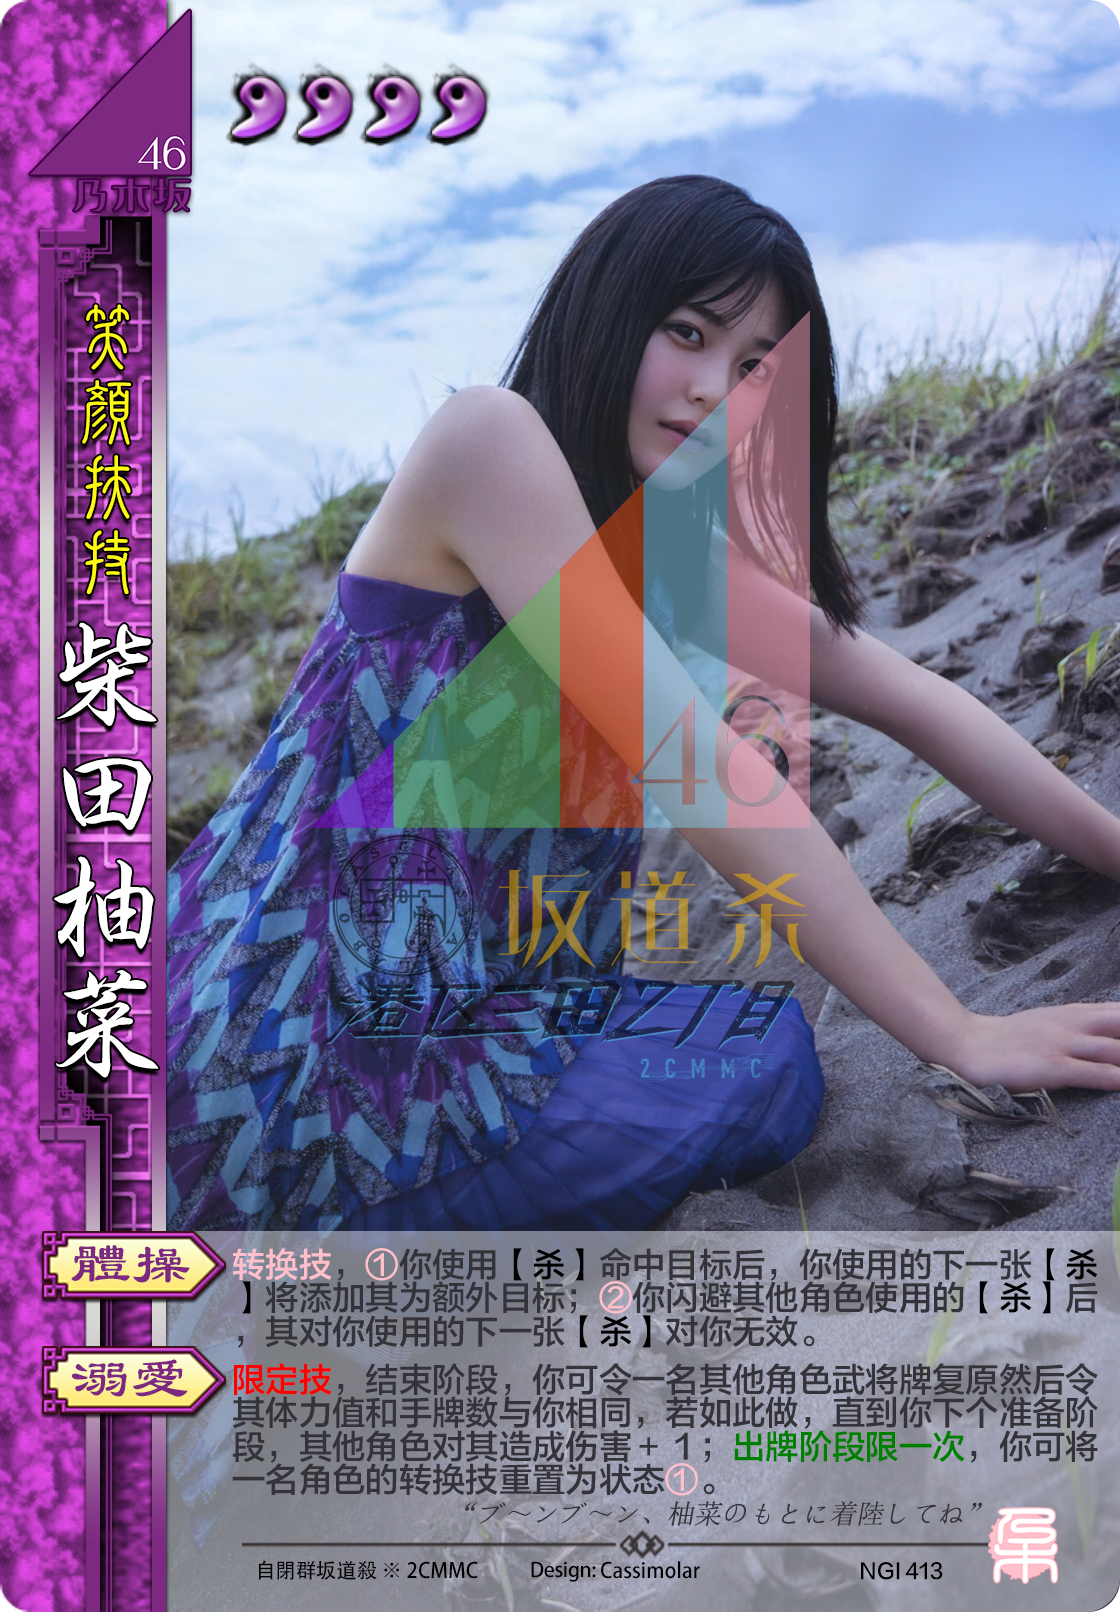 46
乃木坂
笑顔扶持
柴田柚菜
46
坂道杀
港区三田乙丁目
2CMMC
體操
转换技，①你使用【杀】命中目标后，你使用的下一张【杀
】将添加其为额外目标；②你闪避其他角色使用的【杀】后
，其对你使用的下一张【杀】对你无效。
溺愛
限定技，结束阶段，你可令一名其他角色武将牌复原然后令
其体力值和手牌数与你相同，若如此做，直到你下个准备阶
段，其他角色对其造成伤害＋１；出牌阶段限一次，你可将
一名角色的转换技重置为状态①。
“ブ～ンブ～ン、柚菜のもとに着陸してね”
自閉群坂道殺 ※ 2CMMC
Design: Cassimolar
NGI 413